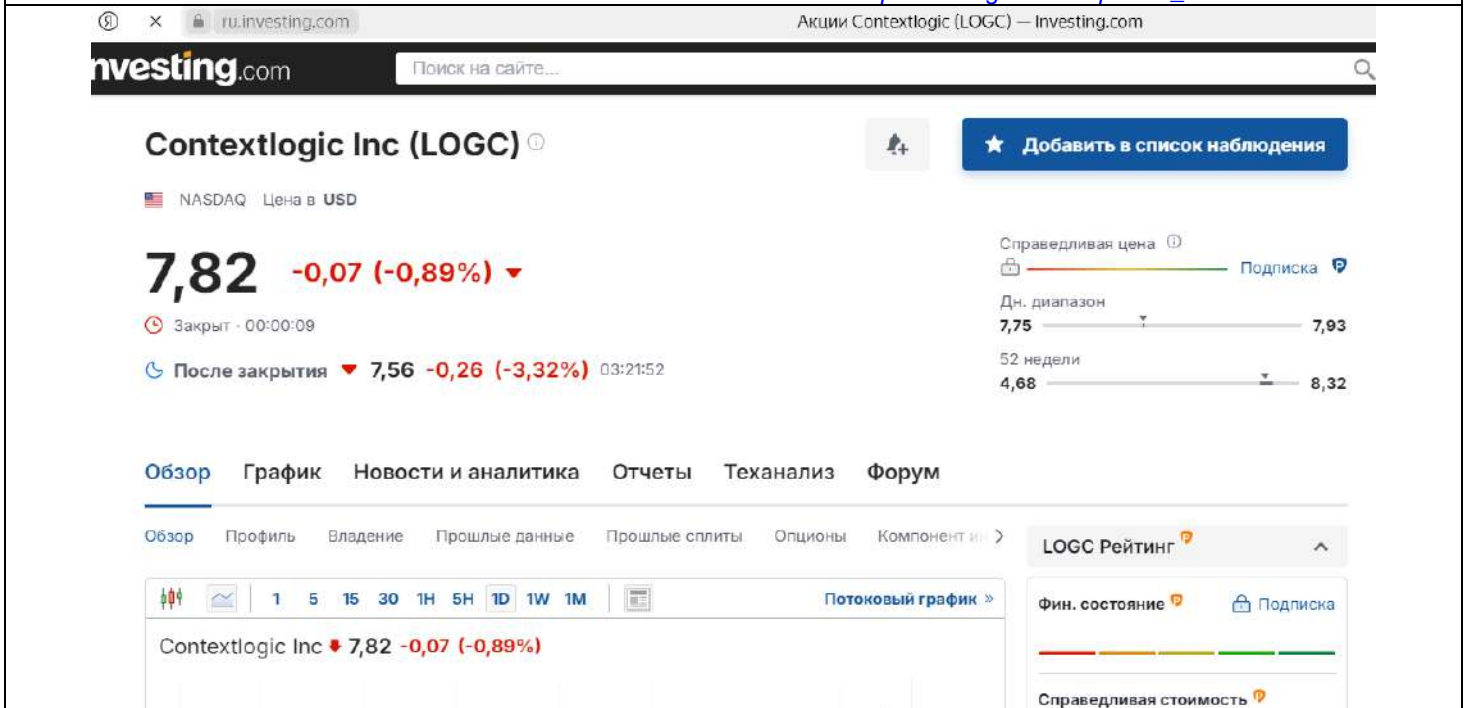 ru.investing.com
Акции Contextlogic (LOGC) — Investing.com
nvesting.com
Поиск на сайте...
Contextlogic Inc (LOGC)
Добавить в список наблюдения
NASDAQ Цена в USD
7,82 -0,07 (-0,89%)
Закрыт · 00:00:09
После закрытия 7,56 -0,26 (-3,32%) 03:21:52
Справедливая цена
Подписка
Дн. диапазон
7,75 7,93
52 недели
4,68 8,32
Обзор График Новости и аналитика Отчеты Теханализ Форум
Обзор Профиль Владение Прошлые данные Прошлые сплиты Опционы Компонент
LOGC Рейтинг
1 5 15 30 1H 5H 1D 1W 1M
Потоковый график »
Фин. состояние Подписка
Contextlogic Inc 7,82 -0,07 (-0,89%)
Справедливая стоимость